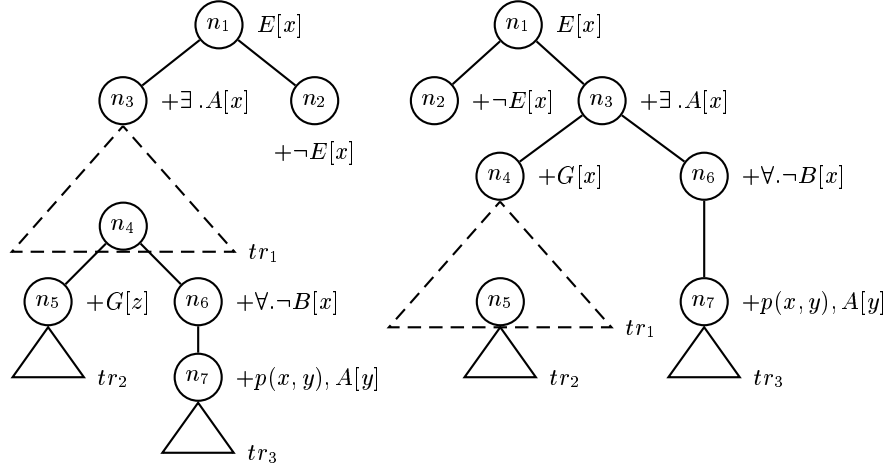 n₁ E[x] n₁ E[x]
n₃ +∃ .A[x] n₂ n₂ +¬E[x] n₃ +∃ .A[x]
+¬E[x]
n₄ +G[x] n₆ +∀.¬B[x]
n₄
tr₁
n₅ +G[z] n₆ +∀.¬B[x] n₅ n₇ +p(x, y), A[y]
tr₁
tr₂ n₇ +p(x, y), A[y] tr₂ tr₃
tr₃